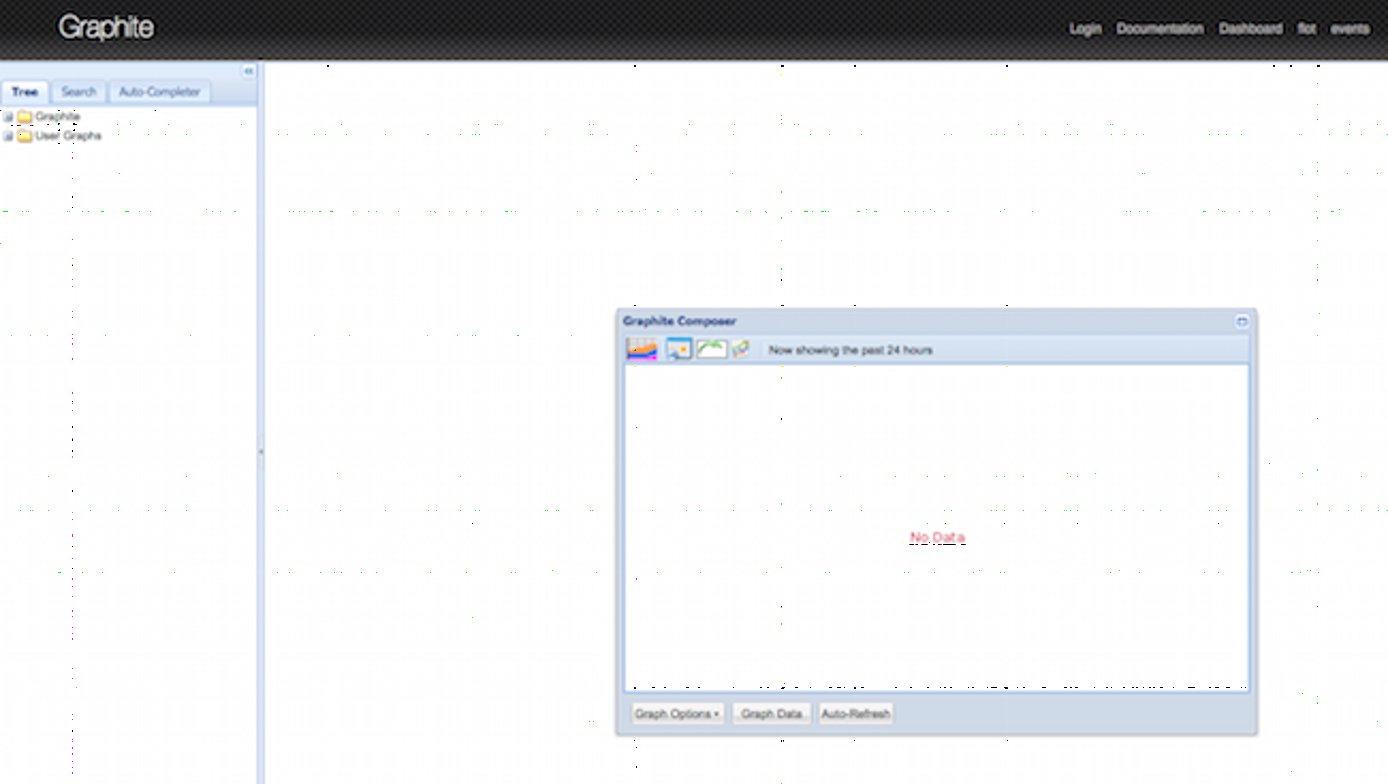 Graphite
Login Documentation Dashboard flot events
Tree Search Auto-Completer
Graphite
User Graphs
Graphite Composer
Now showing the past 24 hours
No Data
Graph Options Graph Data Auto-Refresh